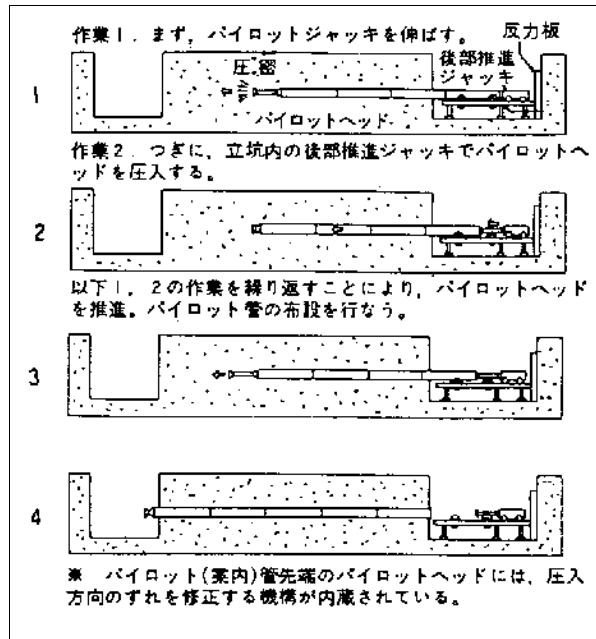 作業1．まず，パイロットジャッキを伸ばす。
反力板
圧密
後部推進
ジャッキ
1
パイロットヘッド
作業2．つぎに，立坑内の後部推進ジャッキでパイロットヘ
ッドを圧入する。
2
以下1，2の作業を繰り返すことにより，パイロットヘッド
を推進。パイロット管の布設を行なう。
3
4
※ パイロット(案内)管先端のパイロットヘッドには、圧入
方向のずれを修正する機構が内蔵されている。